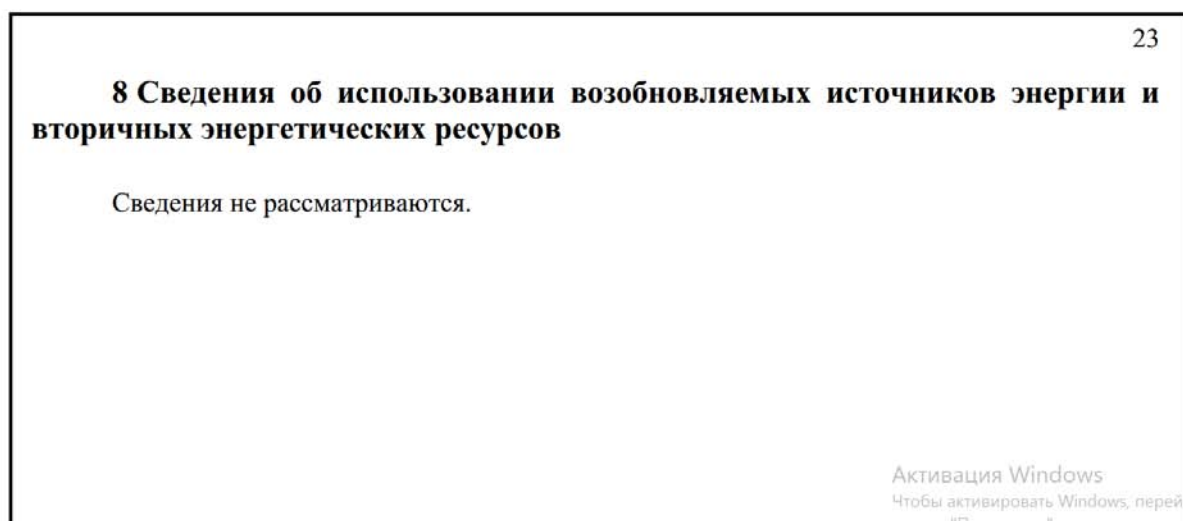 23
8 Сведения об использовании возобновляемых источников энергии и
вторичных энергетических ресурсов
Сведения не рассматриваются.
Активация Windows
Чтобы активировать Windows, перей